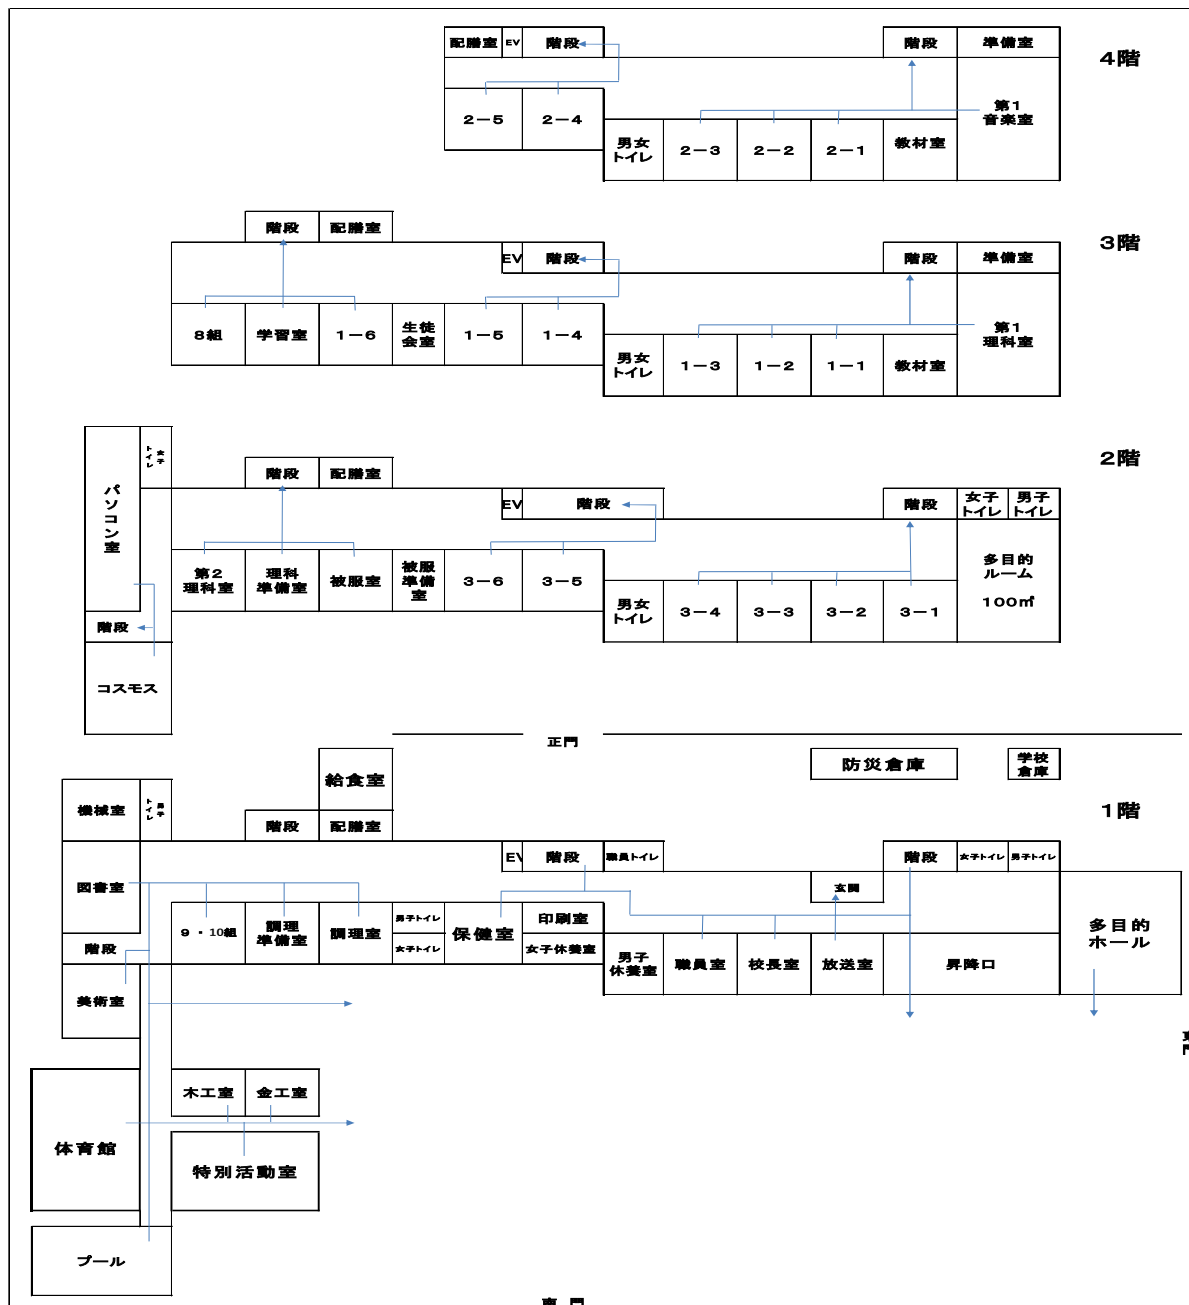 4階
配膳室 EV 階段 階段 準備室
第1
音楽室
2−5 2−4
男女
トイレ
2−3 2−2 2−1 教材室
3階
階段 配膳室
EV 階段 階段 準備室
第1
理科室
8組 学習室 1−6
生徒
会室
1−5 1−4
男女
トイレ
1−3 1−2 1−1 教材室
2階
パソコン室
女子
トイレ
階段 配膳室
EV 階段 階段
女子
トイレ
男子
トイレ
多目的
ルーム
100㎡
第2
理科室
理科
準備室
被服室
被服
準備
室
3−6 3−5
男女
トイレ
3−4 3−3 3−2 3−1
階段
コスモス
正門
給食室
防災倉庫
学校
倉庫
1階
機械室
男子
トイレ
階段 配膳室
EV 階段 職員トイレ 階段 女子トイレ 男子トイレ
図書室
玄関
9・10組
調理
準備室
調理室
男子トイレ
女子トイレ
保健室
印刷室
女子休養室
男子
休養室
職員室 校長室 放送室 昇降口
多目的
ホール
階段
美術室
木工室 金工室
体育館
特別活動室
プール